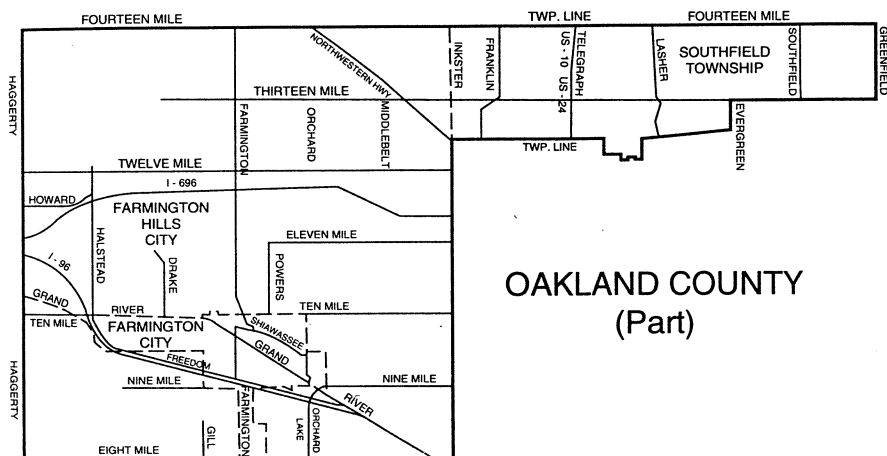 FOURTEEN MILE
TWP. LINE
FOURTEEN MILE
GREENFIELD
HAGGERTY
NORTHWESTERN HWY
INKSTER
FRANKLIN
US - 10 US - 24
TELEGRAPH
LASHER
SOUTHFIELD
TOWNSHIP
SOUTHFIELD
THIRTEEN MILE
FARMINGTON
ORCHARD
MIDDLEBELT
EVERGREEN
TWP. LINE
TWELVE MILE
I - 696
HOWARD
FARMINGTON
HILLS
CITY
HALSTEAD
DRAKE
ELEVEN MILE
POWERS
I - 96
OAKLAND COUNTY
(Part)
GRAND
RIVER
TEN MILE
TEN MILE
FARMINGTON
CITY
SHIAWASSEE
GRAND
FREEDOM
HAGGERTY
NINE MILE
NINE MILE
RIVER
FARMINGTON
GILL
ORCHARD
LAKE
EIGHT MILE